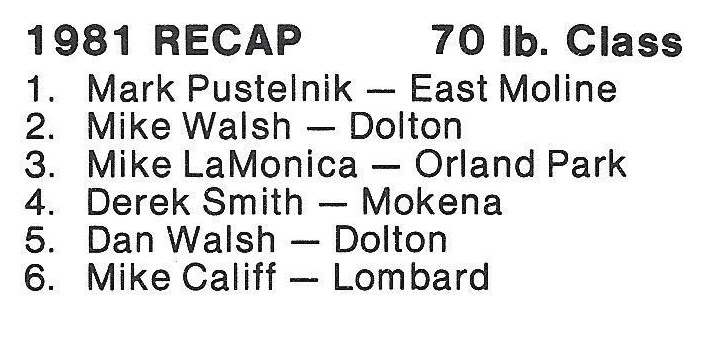 1981 RECAP 70 lb. Class
1. Mark Pustelnik — East Moline
2. Mike Walsh — Dolton
3. Mike LaMonica — Orland Park
4. Derek Smith — Mokena
5. Dan Walsh — Dolton
6. Mike Califf — Lombard